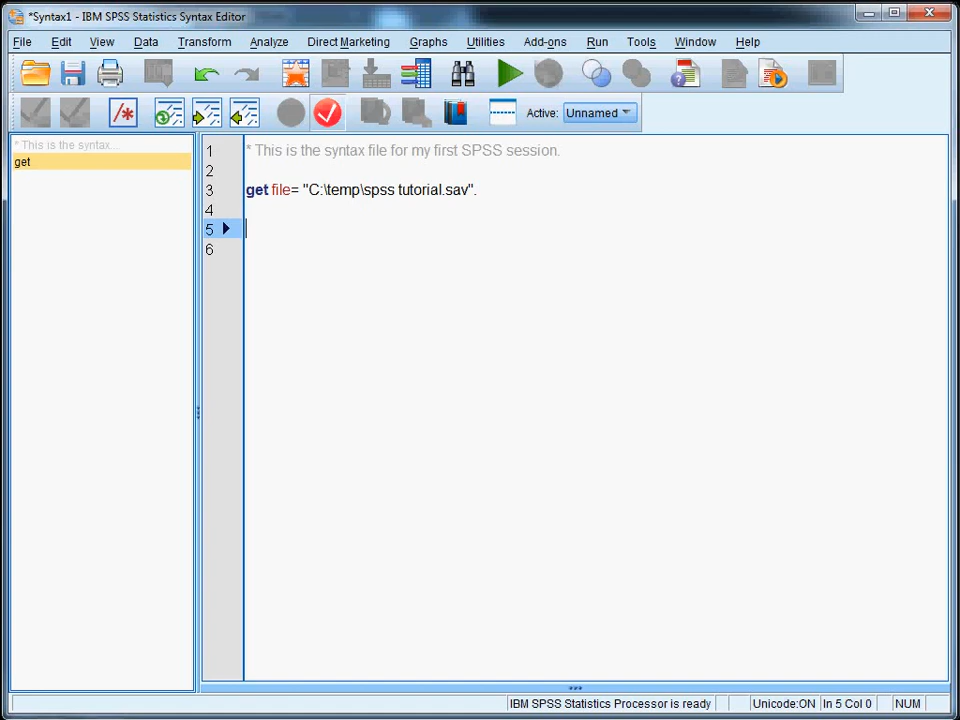 *Syntax1 - IBM SPSS Statistics Syntax Editor
File Edit View Data Transform Analyze Direct Marketing Graphs Utilities Add-ons Run Tools Window Help
Active: Unnamed
* This is the syntax...
get
1 * This is the syntax file for my first SPSS session.
2
3 get file= "C:\temp\spss tutorial.sav".
4
5
6
IBM SPSS Statistics Processor is ready Unicode:ON In 5 Col 0 NUM